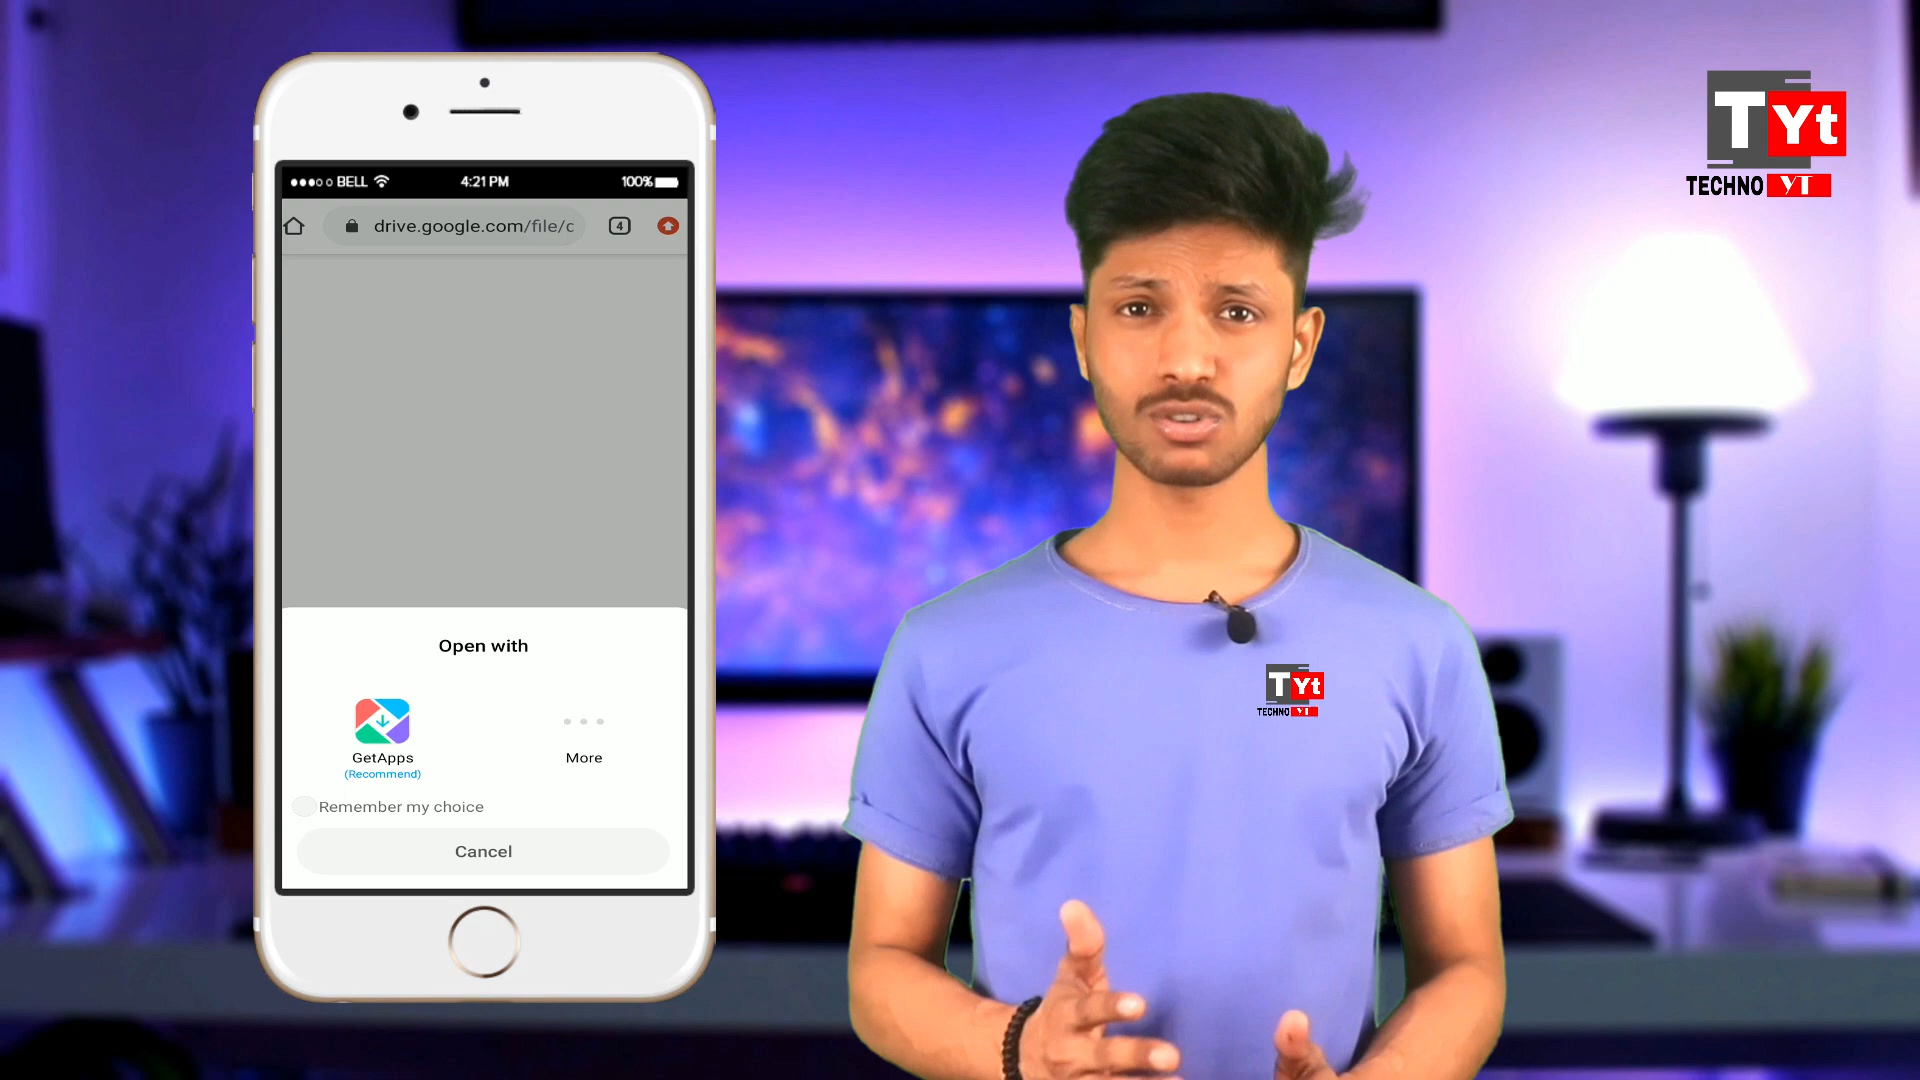 BELL
4:21 PM
100%
drive.google.com/file/c
4
Open with
GetApps
(Recommend)
More
Remember my choice
Cancel
TYt
TECHNO YT
TYt
TECHNO YT